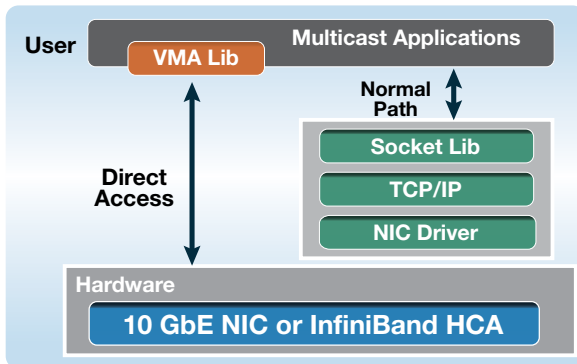 User
Multicast Applications
VMA Lib
Normal
Path
Direct
Access
Socket Lib
TCP/IP
NIC Driver
Hardware
10 GbE NIC or InfiniBand HCA